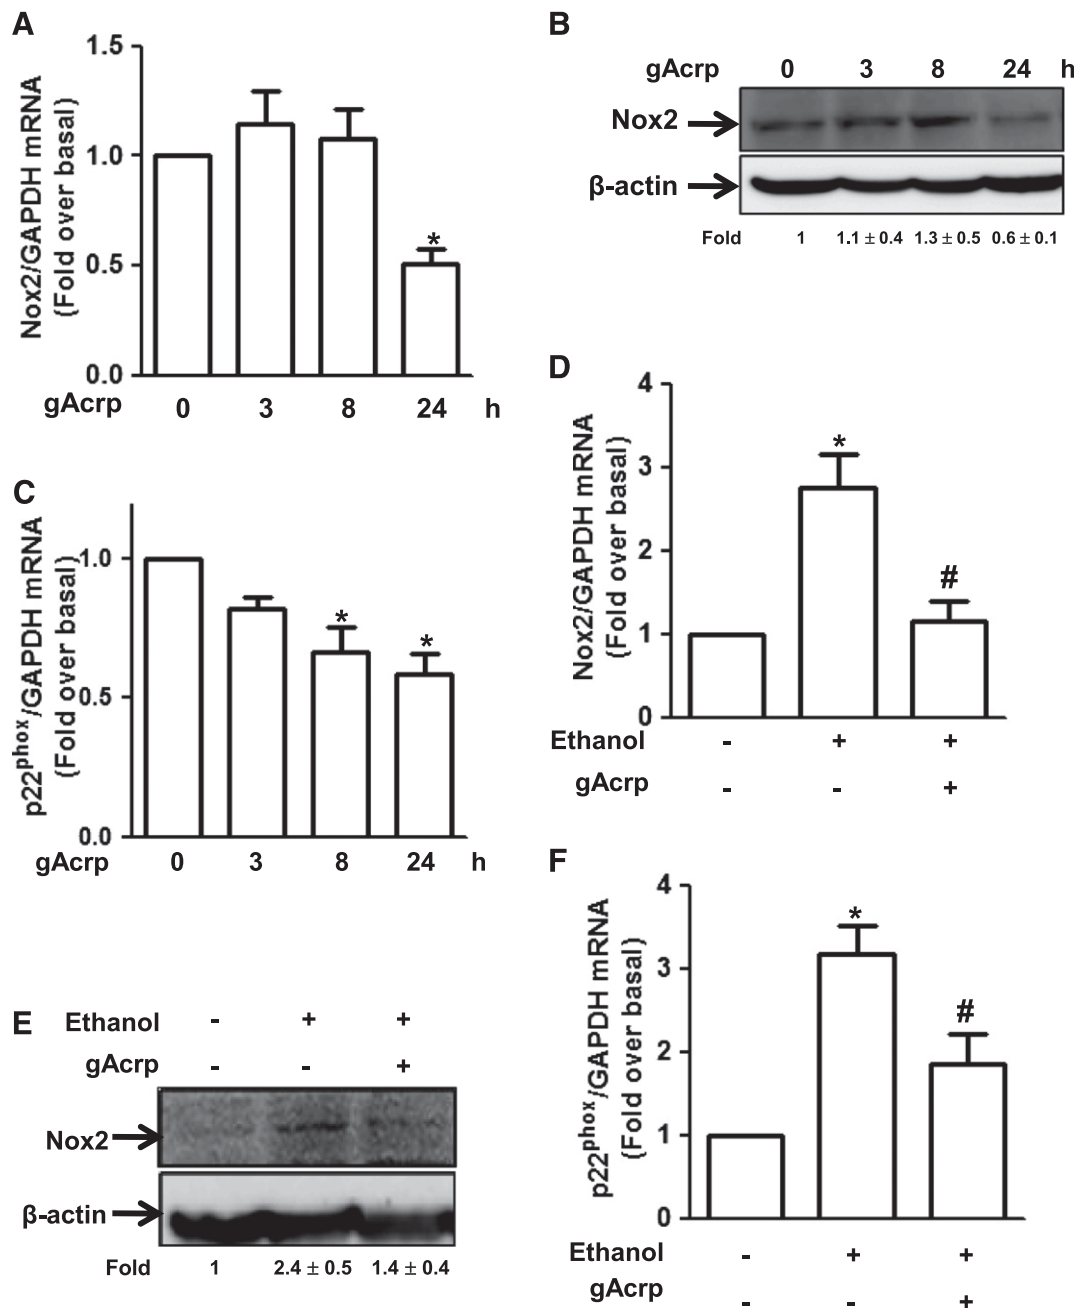 A
Nox2/GAPDH mRNA
(Fold over basal)
1.5
1.0
0.5
0.0
*
gAcrp 0 3 8 24 h
B
gAcrp 0 3 8 24 h
Nox2
β-actin
Fold 1 1.1 ± 0.4 1.3 ± 0.5 0.6 ± 0.1
C
p22phox/GAPDH mRNA
(Fold over basal)
1.0
0.5
0.0
* *
gAcrp 0 3 8 24 h
D
Nox2/GAPDH mRNA
(Fold over basal)
4
3
2
1
0
*
#
Ethanol - + +
gAcrp - - +
E
Ethanol - + +
gAcrp - - +
Nox2
β-actin
Fold 1 2.4 ± 0.5 1.4 ± 0.4
F
p22phox/GAPDH mRNA
(Fold over basal)
4
3
2
1
0
*
#
Ethanol - + +
gAcrp - - +